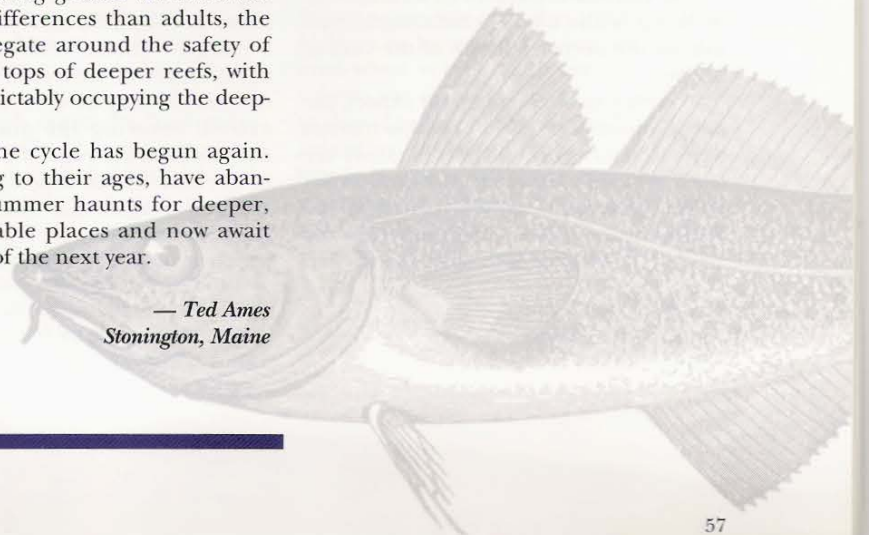 ifferences than adults, the
egate around the safety of
tops of deeper reefs, with
ictably occupying the deep-
ne cycle has begun again.
g to their ages, have aban-
ummer haunts for deeper,
able places and now await
of the next year.
— Ted Ames
Stonington, Maine
57